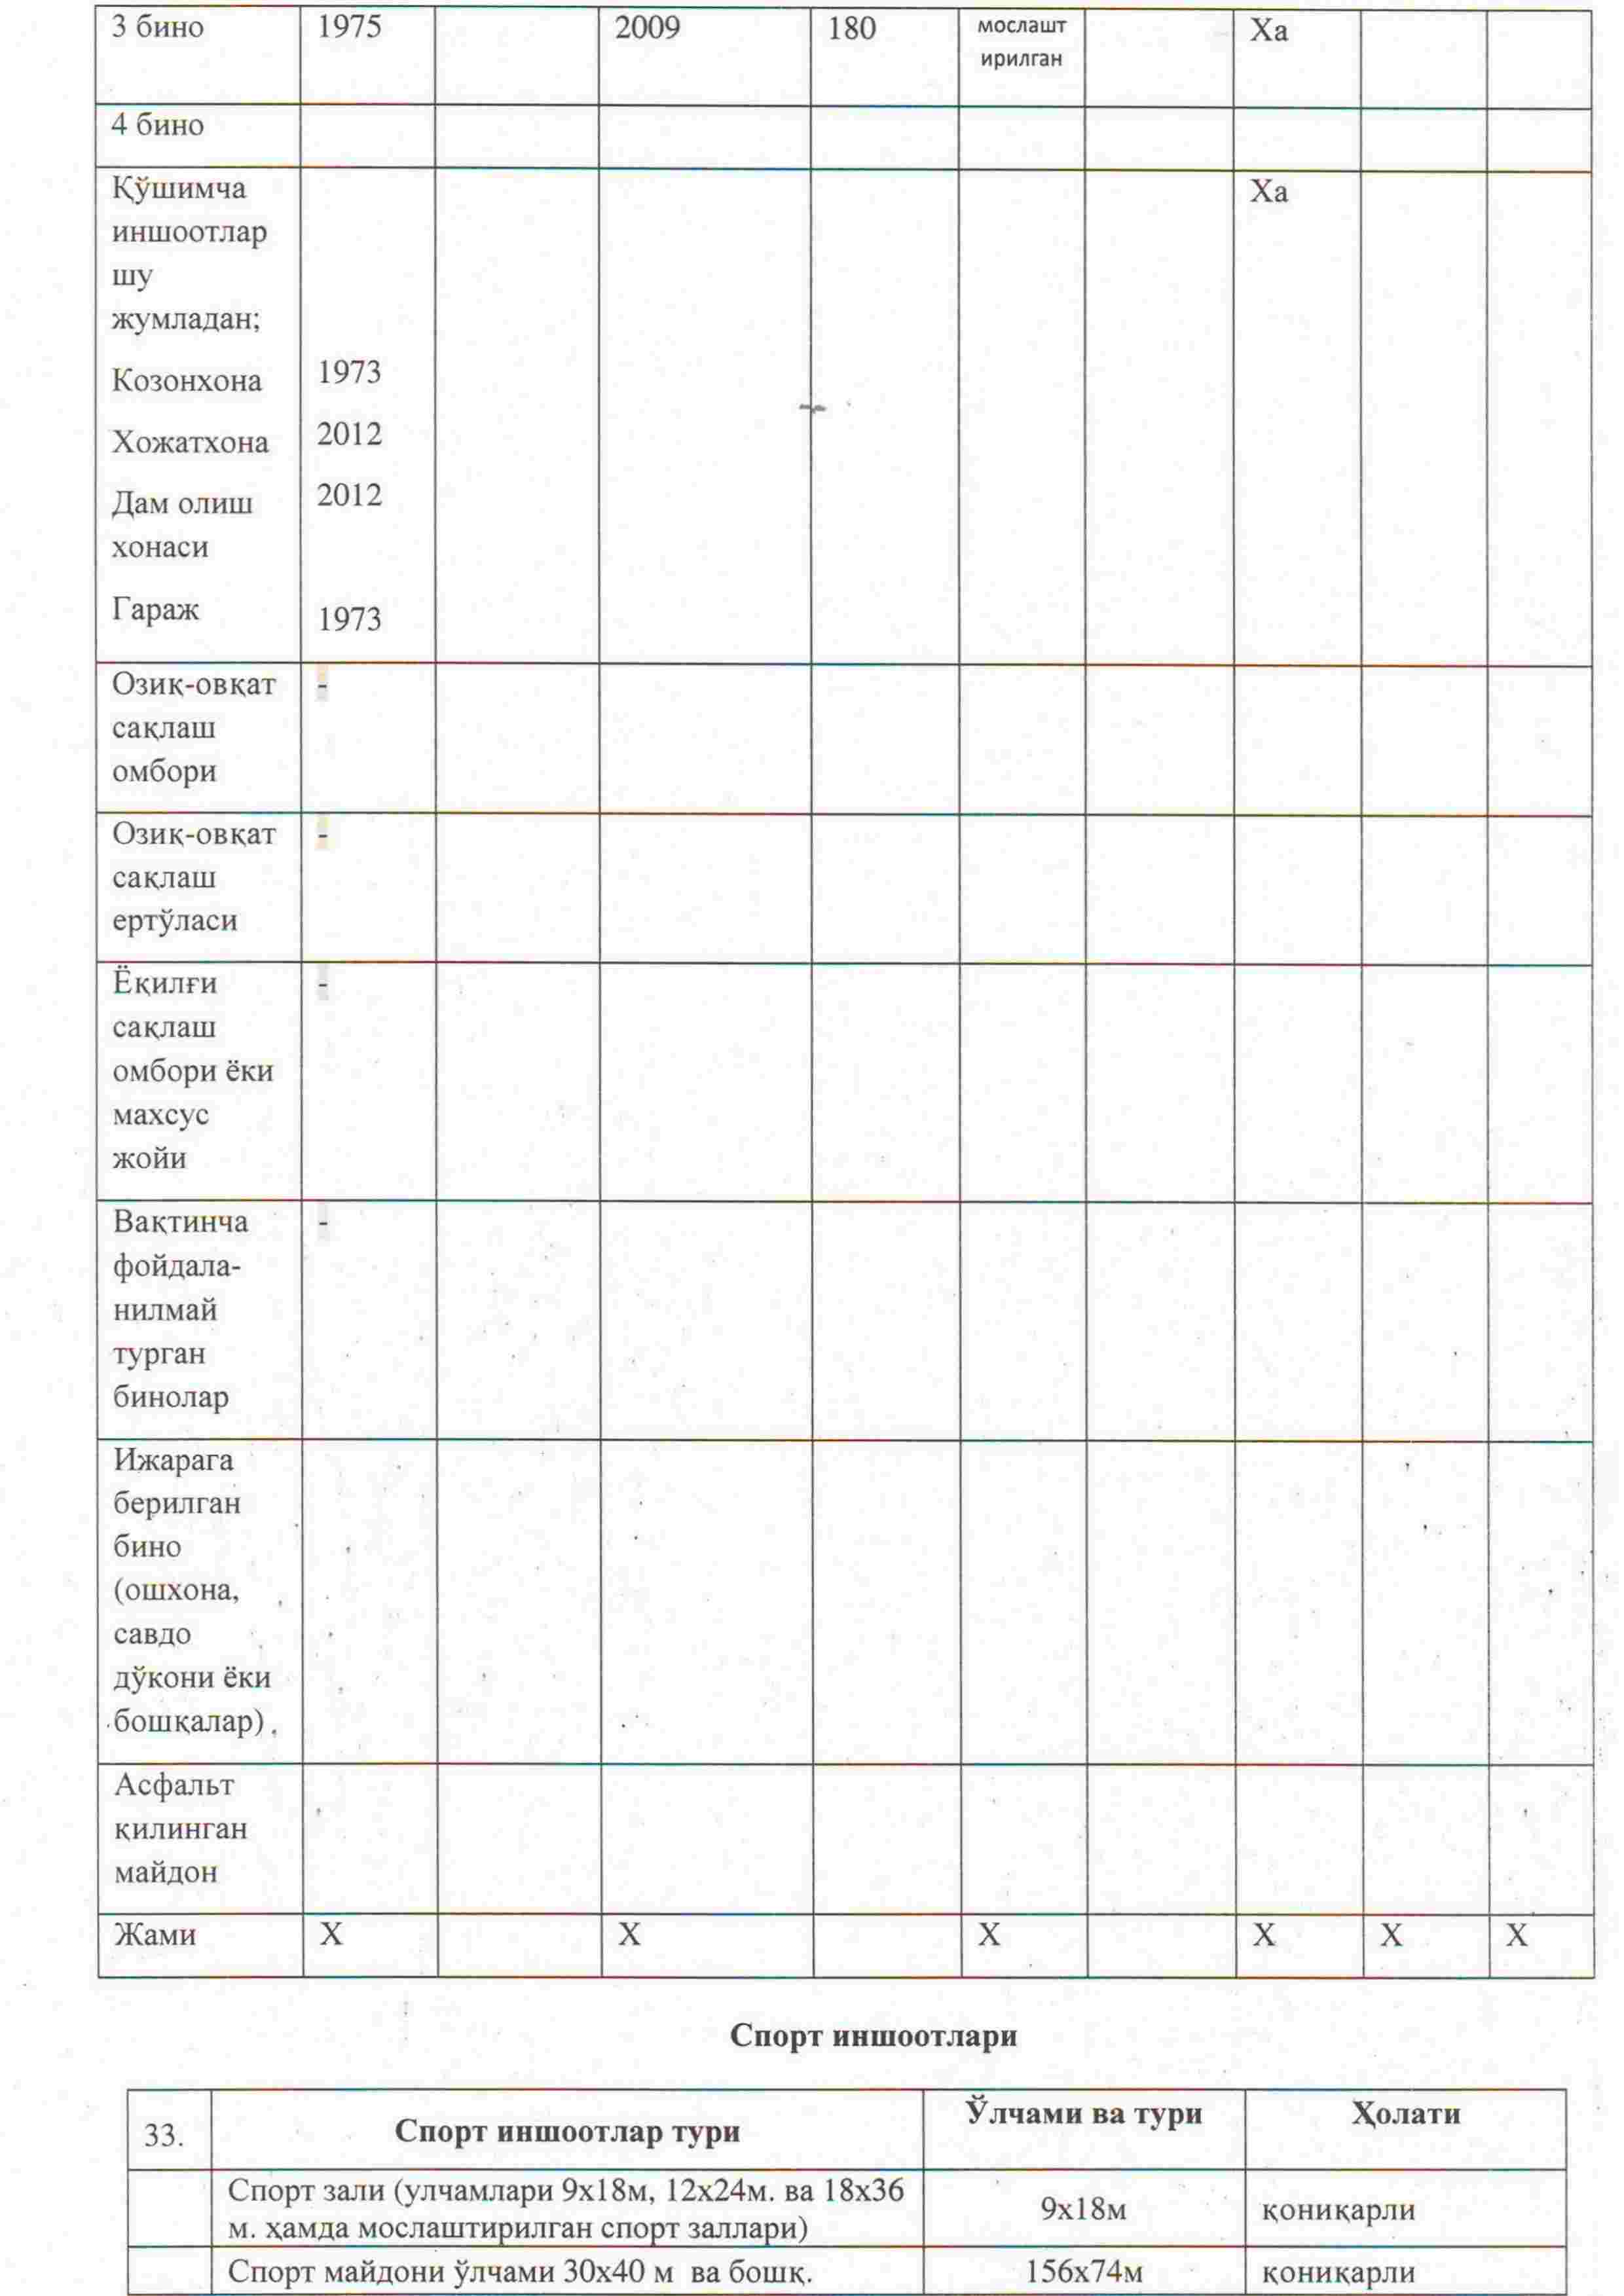 3 бино 1975 2009 180 мослашт Ха
ирилган
4 бино
Қўшимча Ха
иншоотлар
шу
жумладан;
Козонхона 1973
Хожатхона 2012
Дам олиш 2012
хонаси
Гараж 1973
Озиқ-овқат -
сақлаш
омбори
Озиқ-овқат -
сақлаш
ертўласи
Ёқилғи -
сақлаш
омбори ёки
махсус
жойи
Вақтинча -
фойдала-
нилмай
турган
бинолар
Ижарага
берилган
бино
(ошхона,
савдо
дўкони ёки
бошқалар)
Асфальт
қилинган
майдон
Жами Х Х Х Х Х Х
Спорт иншоотлари
33. Спорт иншоотлар тури Ўлчами ва тури Ҳолати
Спорт зали (улчамлари 9х18м, 12х24м. ва 18х36 9х18м қониқарли
м. ҳамда мослаштирилган спорт заллари)
Спорт майдони ўлчами 30х40 м ва бошқ. 156х74м қониқарли